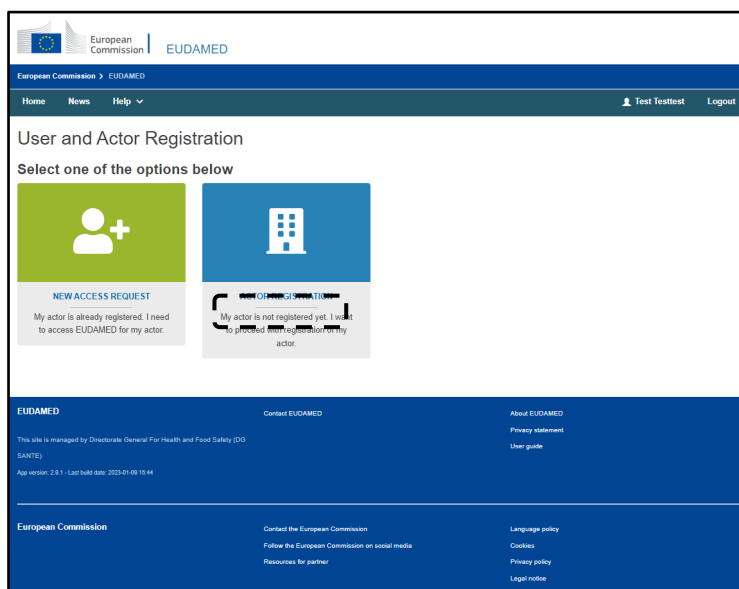 European
Commission
EUDAMED
European Commission > EUDAMED
Home News Help
Test Testtest Logout
User and Actor Registration
Select one of the options below
NEW ACCESS REQUEST
My actor is already registered. I need
to access EUDAMED for my actor.
ACTOR REGISTRATION
My actor is not registered yet. I want
to proceed with registration of my
actor.
EUDAMED
This site is managed by Directorate General For Health and Food Safety (DG
SANTE)
App version: 2.9.1 - Last build date: 2023-01-09 15:44
Contact EUDAMED
About EUDAMED
Privacy statement
User guide
European Commission
Contact the European Commission
Follow the European Commission on social media
Resources for partner
Language policy
Cookies
Privacy policy
Legal notice